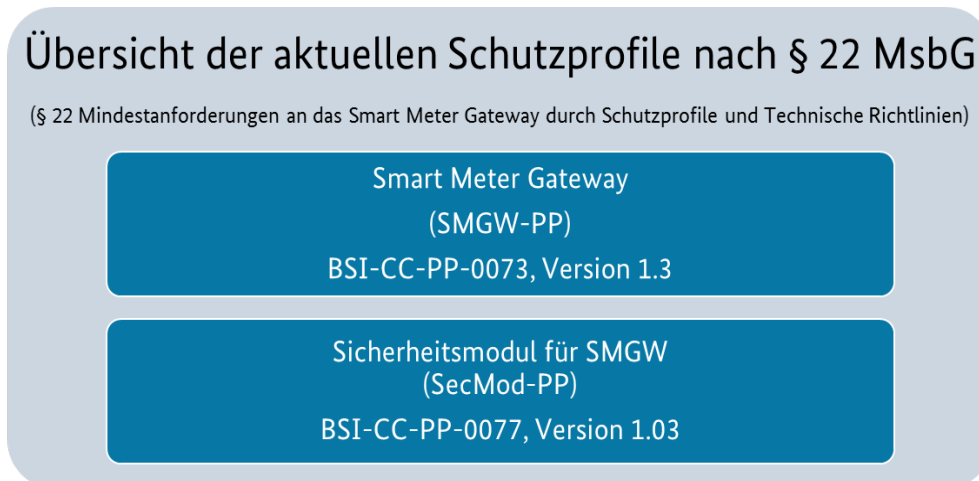 Übersicht der aktuellen Schutzprofile nach § 22 MsbG
(§ 22 Mindestanforderungen an das Smart Meter Gateway durch Schutzprofile und Technische Richtlinien)
Smart Meter Gateway
(SMGW-PP)
BSI-CC-PP-0073, Version 1.3
Sicherheitsmodul für SMGW
(SecMod-PP)
BSI-CC-PP-0077, Version 1.03